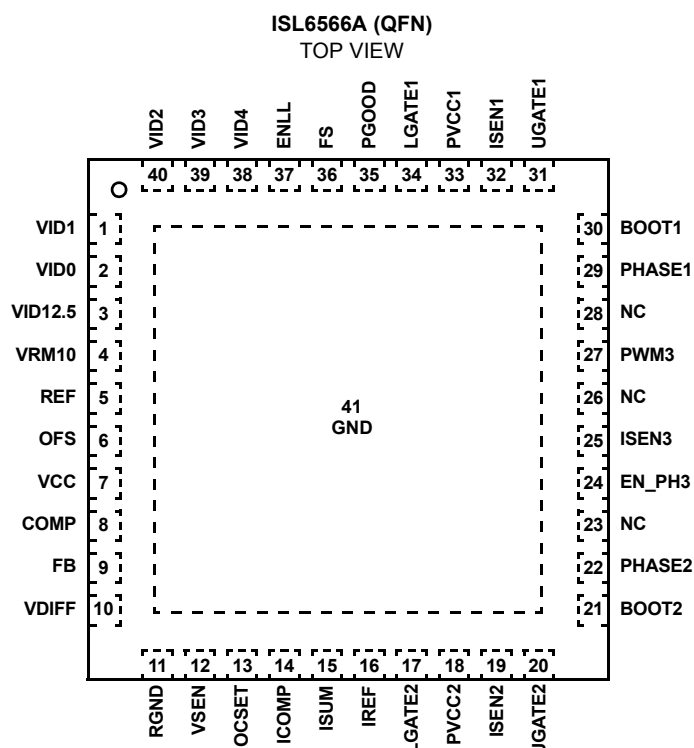 ISL6566A (QFN)
TOP VIEW
VID2
VID3
VID4
ENLL
FS
PGOOD
LGATE1
PVCC1
ISEN1
UGATE1
40 39 38 37 36 35 34 33 32 31
VID1 1 30 BOOT1
VID0 2 29 PHASE1
VID12.5 3 28 NC
VRM10 4 27 PWM3
REF 5 26 NC
41
GND
OFS 6 25 ISEN3
VCC 7 24 EN_PH3
COMP 8 23 NC
FB 9 22 PHASE2
VDIFF 10 21 BOOT2
11 12 13 14 15 16 17 18 19 20
RGND
VSEN
OCSET
ICOMP
ISUM
IREF
LGATE2
PVCC2
ISEN2
UGATE2